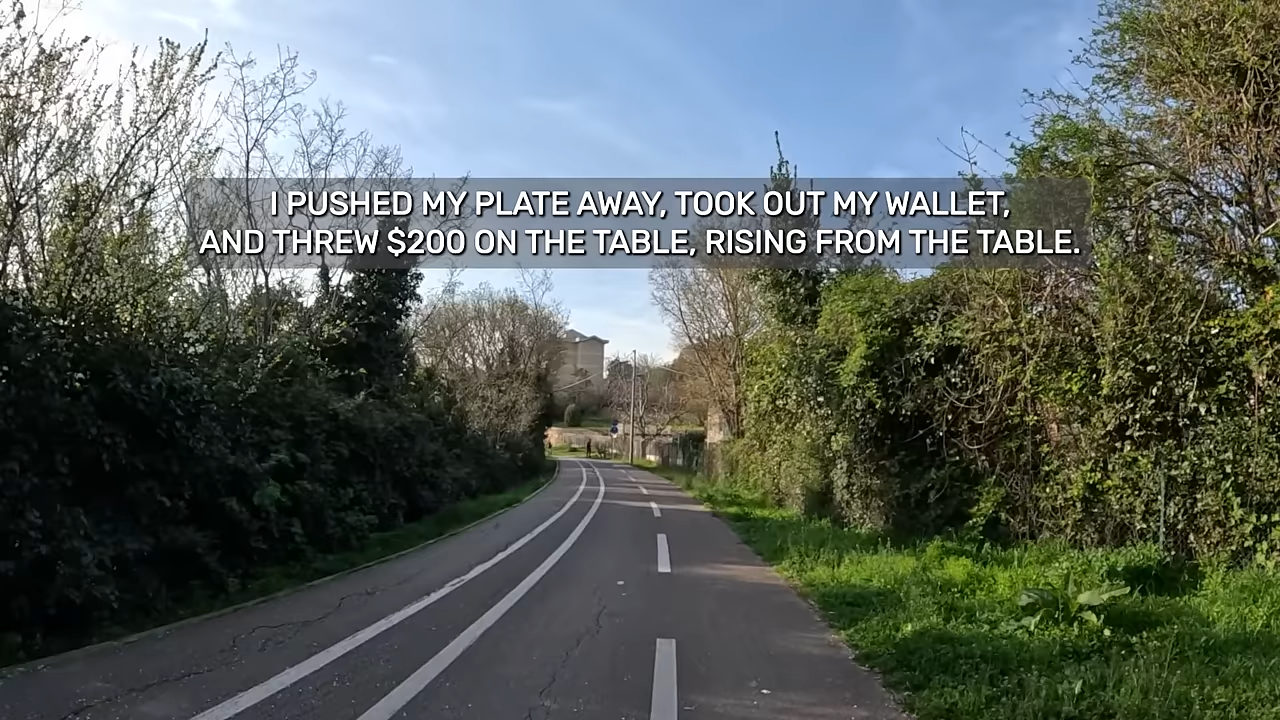 I PUSHED MY PLATE AWAY, TOOK OUT MY WALLET,
AND THREW $200 ON THE TABLE, RISING FROM THE TABLE.